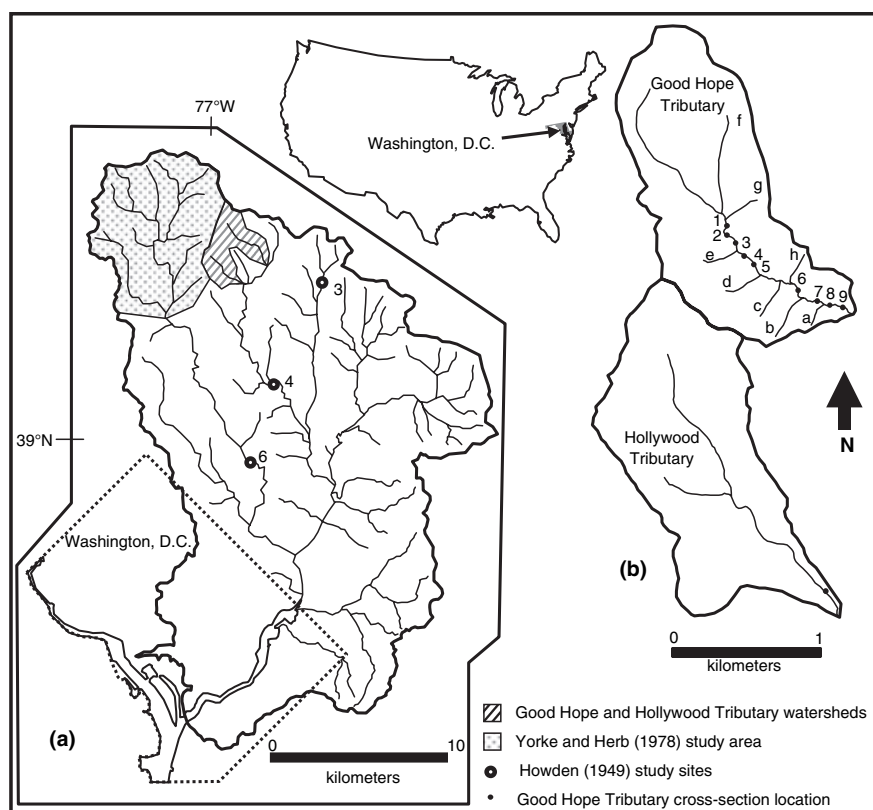 77°W
Washington, D.C.
Good Hope
Tributary
f
g
1
2
3
4
5
e
d
h
6
c
7
8
9
b
a
3
4
39°N
6
Hollywood
Tributary
N
Washington, D.C.
(b)
0 1
kilometers
(a)
0 10
kilometers
Good Hope and Hollywood Tributary watersheds
Yorke and Herb (1978) study area
Howden (1949) study sites
Good Hope Tributary cross-section location